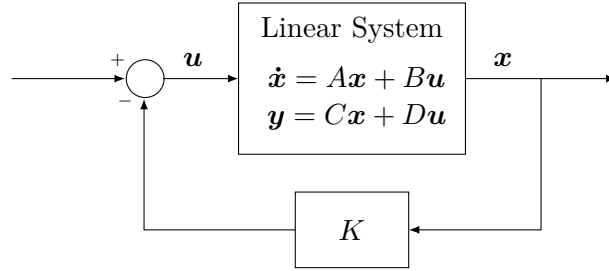 Linear System
+
u
ẋ = Ax + Bu
x
−
y = Cx + Du
K